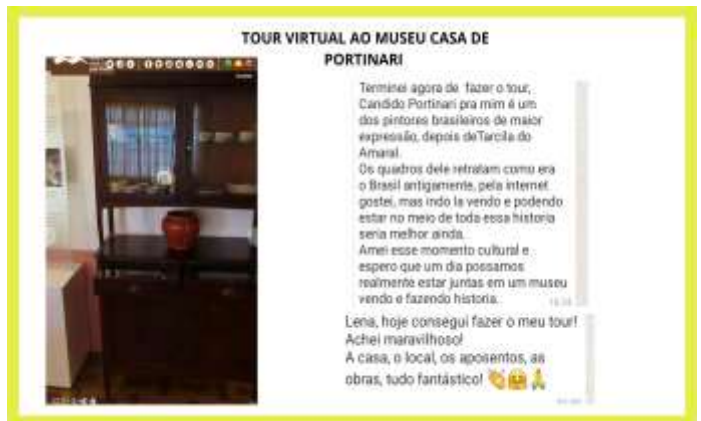 TOUR VIRTUAL AO MUSEU CASA DE
PORTINARI
Terminei agora de fazer o tour,
Candido Portinari pra mim é um
dos pintores brasileiros de maior
expressão, depois deTarcila do
Amaral.
Os quadros dele retratam como era
o Brasil antigamente, pela internet
gostei, mas indo la vendo e podendo
estar no meio de toda essa historia
seria melhor ainda.
Amei esse momento cultural e
espero que um dia possamos
realmente estar juntas em um museu
vendo e fazendo historia.
Lena, hoje consegui fazer o meu tour!
Achei maravilhoso!
A casa, o local, os aposentos, as
obras, tudo fantástico! 👏🤗🙏